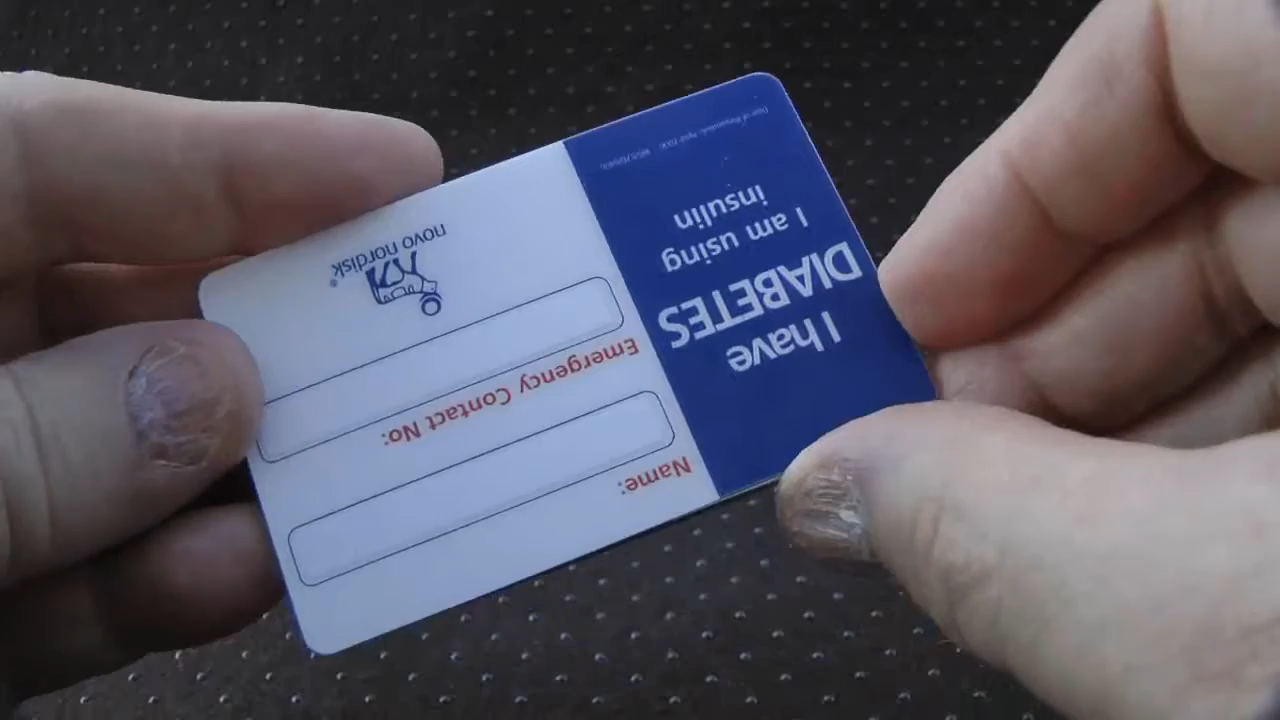 I have
DIABETES
I am using
insulin
Name:
Emergency Contact No:
novo nordisk®